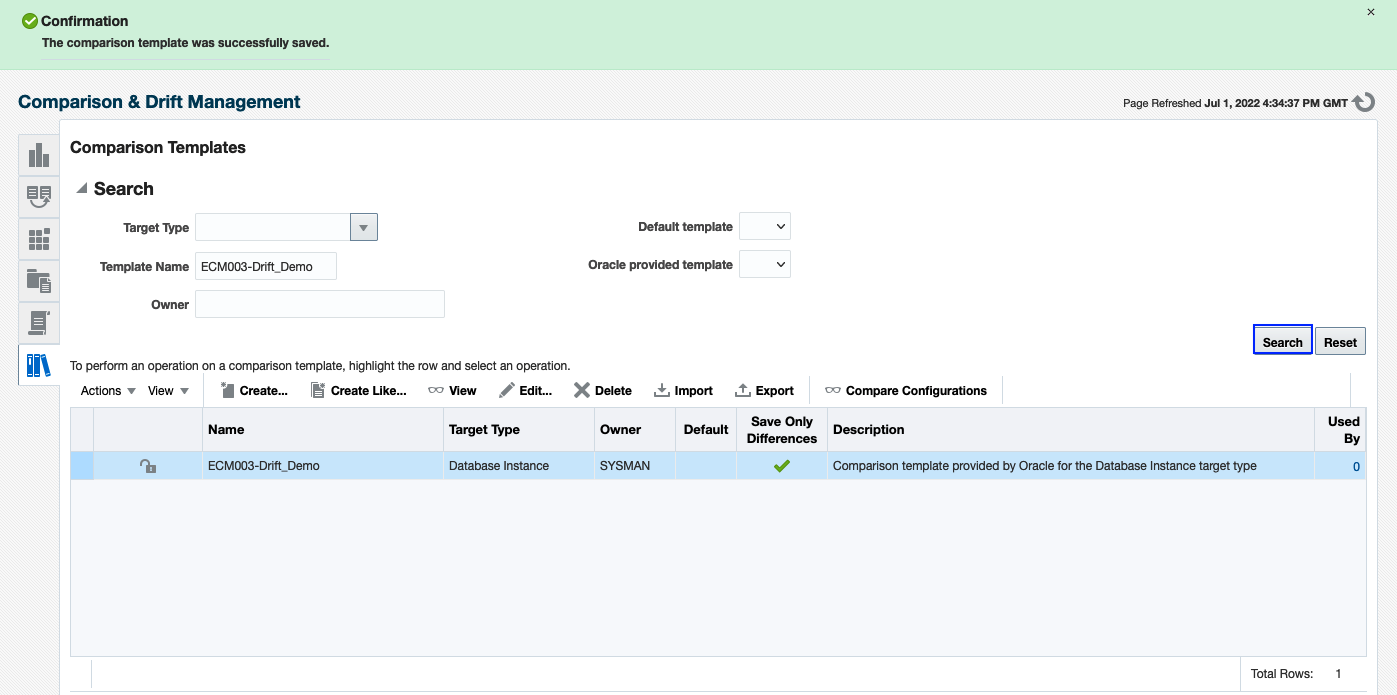 Confirmation
×
The comparison template was successfully saved.
Comparison & Drift Management
Page Refreshed Jul 1, 2022 4:34:37 PM GMT
Comparison Templates
Search
Target Type
Default template
Template Name ECM003-Drift_Demo
Oracle provided template
Owner
Search Reset
To perform an operation on a comparison template, highlight the row and select an operation.
Actions View Create... Create Like... View Edit... Delete Import Export Compare Configurations
Name Target Type Owner Default Save Only Differences Description Used By
ECM003-Drift_Demo Database Instance SYSMAN Comparison template provided by Oracle for the Database Instance target type 0
Total Rows: 1